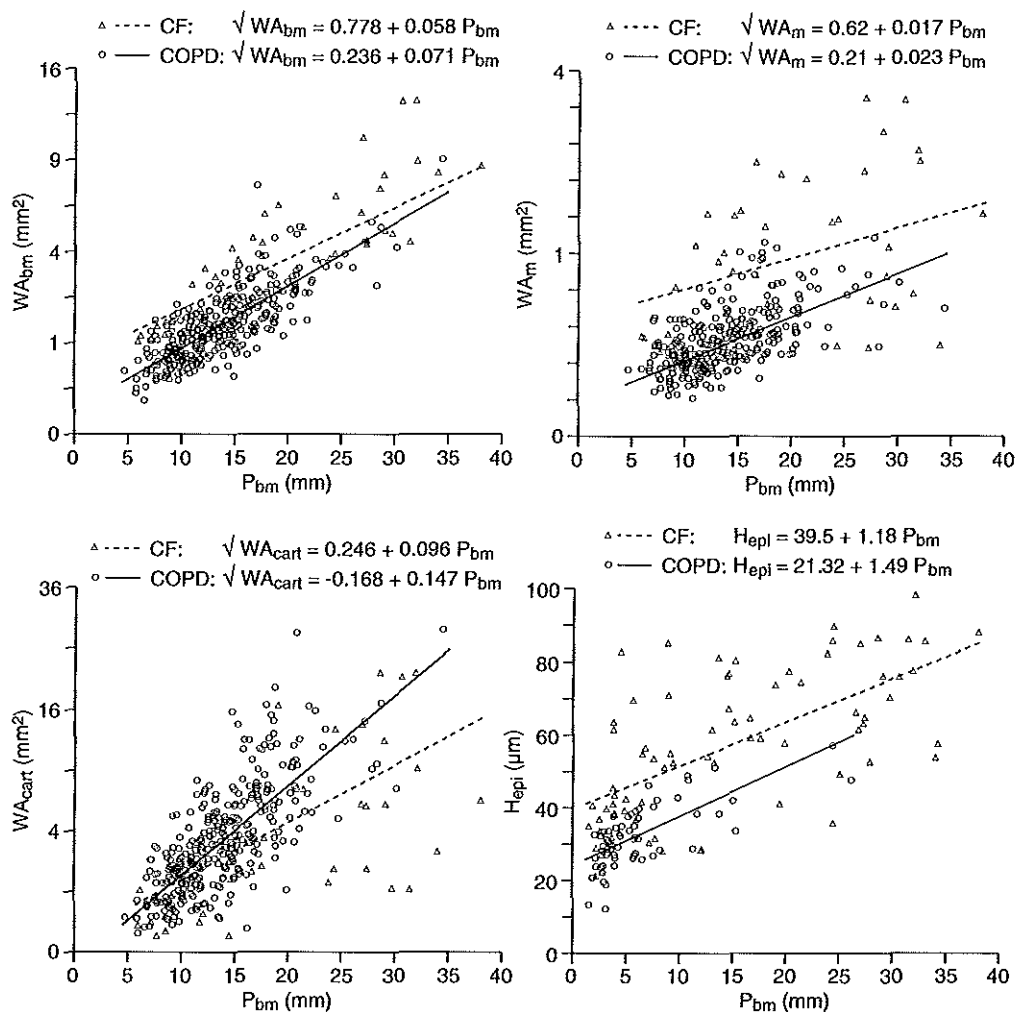 CF: √ WAbm = 0.778 + 0.058 Pbm
COPD: √ WAbm = 0.236 + 0.071 Pbm
16
9
4
1
0
WAbm (mm2)
0 5 10 15 20 25 30 35 40
Pbm (mm)
CF: √ WAm = 0.62 + 0.017 Pbm
COPD: √ WAm = 0.21 + 0.023 Pbm
4
1
0
WAm (mm2)
0 5 10 15 20 25 30 35 40
Pbm (mm)
CF: √ WAcart = 0.246 + 0.096 Pbm
COPD: √ WAcart = -0.168 + 0.147 Pbm
36
16
4
0
WAcart (mm2)
0 5 10 15 20 25 30 35 40
Pbm (mm)
CF: Hepi = 39.5 + 1.18 Pbm
COPD: Hepi = 21.32 + 1.49 Pbm
100
80
60
40
20
0
Hepi (μm)
0 5 10 15 20 25 30 35 40
Pbm (mm)